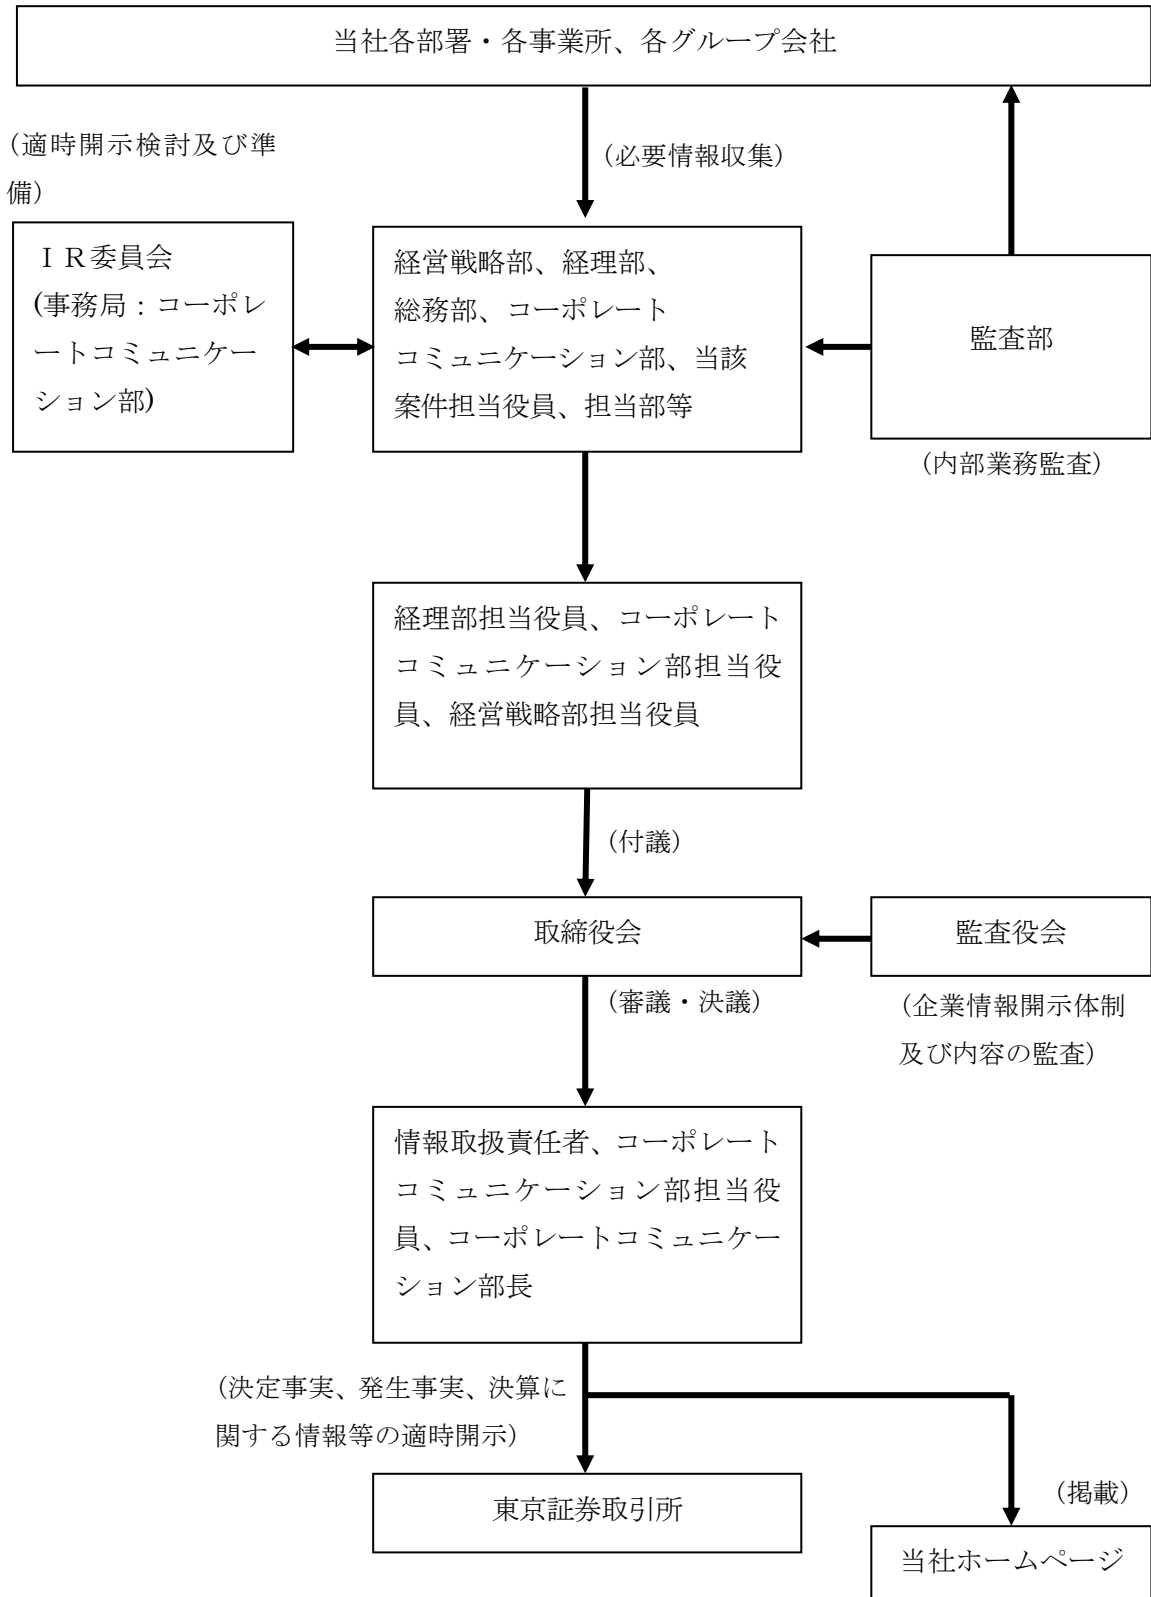 当社各部署・各事業所、各グループ会社
(適時開示検討及び準
備)
(必要情報収集)
ＩＲ委員会
(事務局：コーポレ
ートコミュニケー
ション部)
経営戦略部、経理部、
総務部、コーポレート
コミュニケーション部、当該
案件担当役員、担当部等
監査部
(内部業務監査)
経理部担当役員、コーポレート
コミュニケーション部担当役
員、経営戦略部担当役員
(付議)
取締役会
監査役会
(審議・決議)
(企業情報開示体制
及び内容の監査)
情報取扱責任者、コーポレート
コミュニケーション部担当役
員、コーポレートコミュニケー
ション部長
(決定事実、発生事実、決算に
関する情報等の適時開示)
東京証券取引所
(掲載)
当社ホームページ